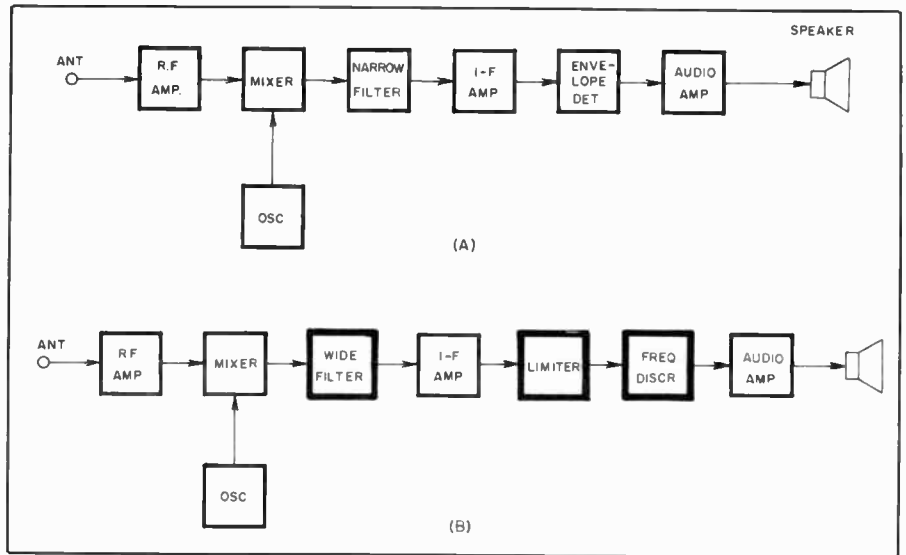 SPEAKER
ANT
R.F
AMP.
MIXER
NARROW
FILTER
I-F
AMP
ENVE-
LOPE
DET
AUDIO
AMP
OSC
(A)
ANT
RF
AMP
MIXER
WIDE
FILTER
I-F
AMP
LIMITER
FREQ
DISCR
AUDIO
AMP
OSC
(B)